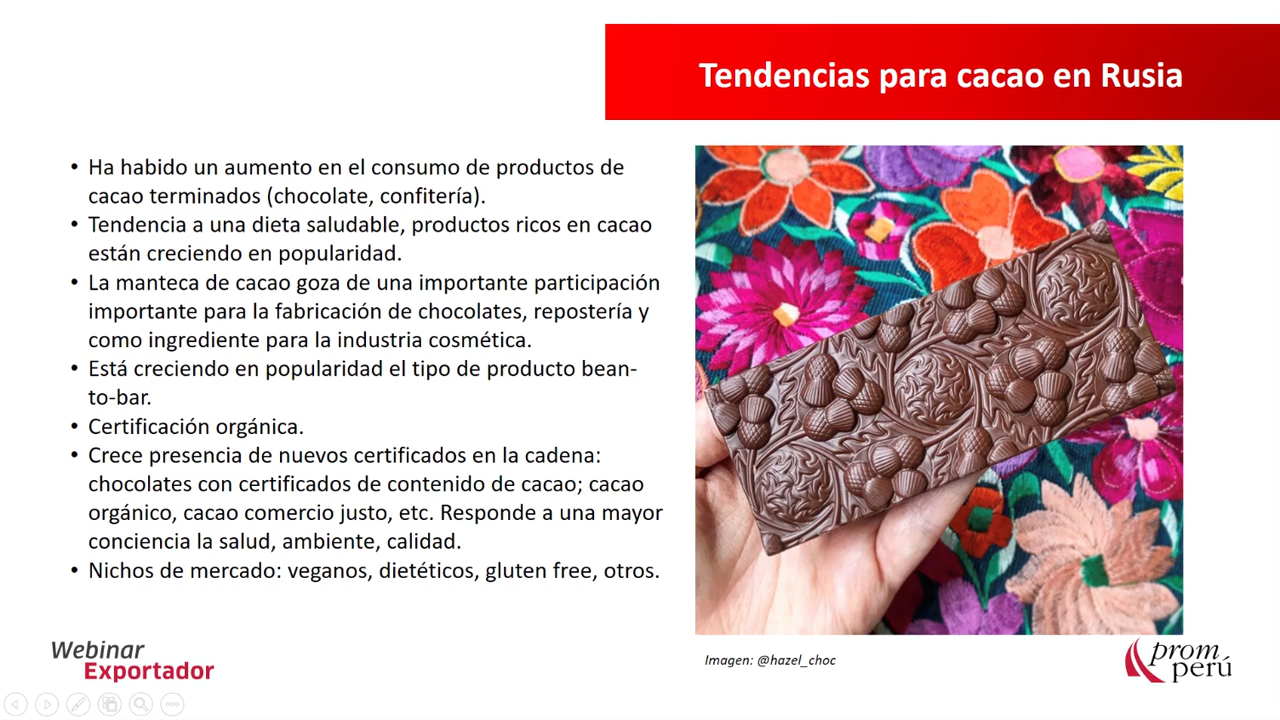 Tendencias para cacao en Rusia
• Ha habido un aumento en el consumo de productos de
cacao terminados (chocolate, confitería).
• Tendencia a una dieta saludable, productos ricos en cacao
están creciendo en popularidad.
• La manteca de cacao goza de una importante participación
importante para la fabricación de chocolates, repostería y
como ingrediente para la industria cosmética.
• Está creciendo en popularidad el tipo de producto bean-
to-bar.
• Certificación orgánica.
• Crece presencia de nuevos certificados en la cadena:
chocolates con certificados de contenido de cacao; cacao
orgánico, cacao comercio justo, etc. Responde a una mayor
conciencia la salud, ambiente, calidad.
• Nichos de mercado: veganos, dietéticos, gluten free, otros.
Webinar
Exportador
Imagen: @hazel_choc
prom
perú